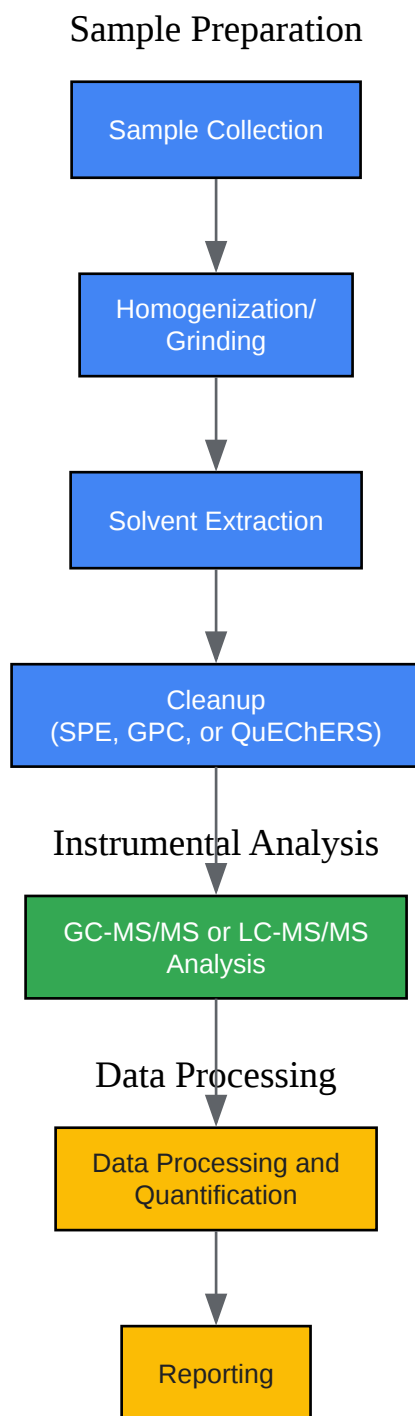 Sample Preparation
Sample Collection
Homogenization/
Grinding
Solvent Extraction
Cleanup
(SPE, GPC, or QuEChERS)
Instrumental Analysis
GC-MS/MS or LC-MS/MS
Analysis
Data Processing
Data Processing and
Quantification
Reporting